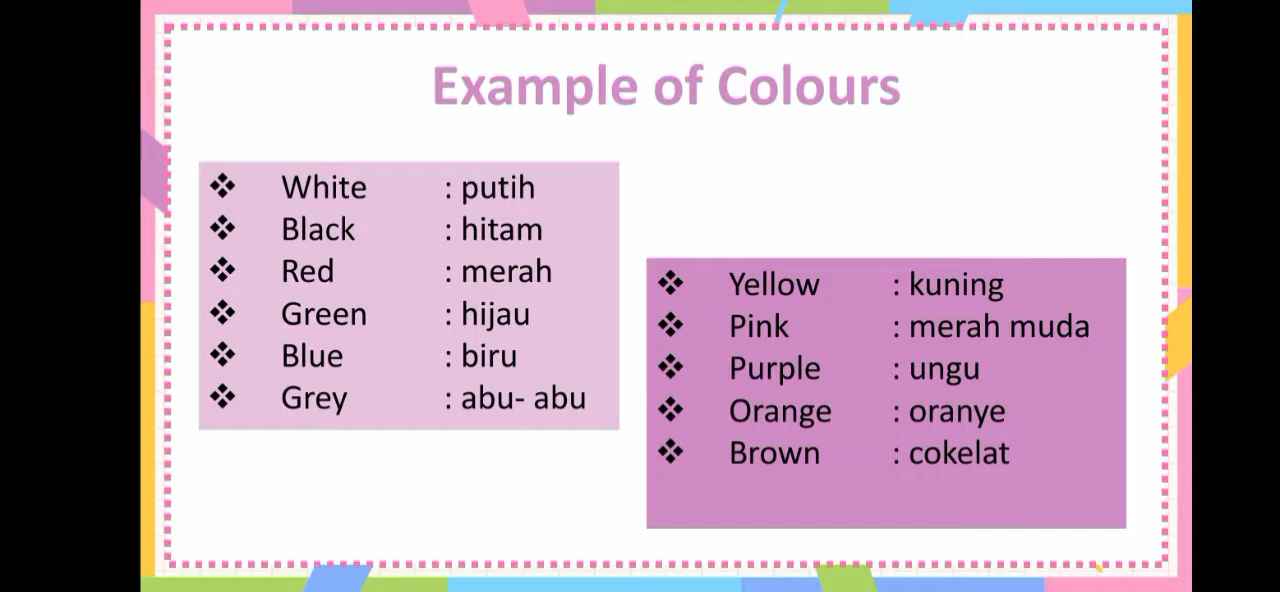 Example of Colours
❖ White : putih
❖ Black : hitam
❖ Red : merah
❖ Green : hijau
❖ Blue : biru
❖ Grey : abu- abu
❖ Yellow : kuning
❖ Pink : merah muda
❖ Purple : ungu
❖ Orange : oranye
❖ Brown : cokelat